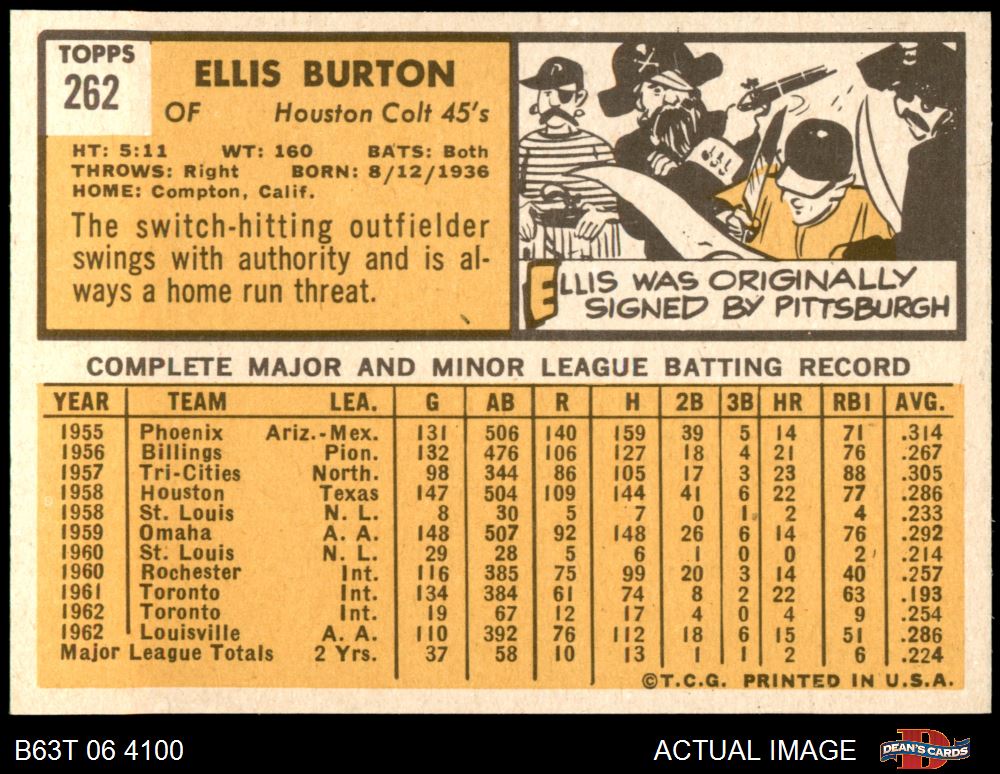 TOPPS
262
ELLIS BURTON
OF Houston Colt 45's
HT: 5:11 WT: 160 BATS: Both
THROWS: Right BORN: 8/12/1936
HOME: Compton, Calif.
The switch-hitting outfielder
swings with authority and is al-
ways a home run threat.
P
ELLIS WAS ORIGINALLY
SIGNED BY PITTSBURGH
COMPLETE MAJOR AND MINOR LEAGUE BATTING RECORD
YEAR TEAM LEA. G AB R H 2B 3B HR RBI AVG.
1955 Phoenix Ariz.-Mex. 131 506 140 159 39 5 14 71 .314
1956 Billings Pion. 132 476 106 127 18 4 21 76 .267
1957 Tri-Cities North. 98 344 86 105 17 3 23 88 .305
1958 Houston Texas 147 504 109 144 41 6 22 77 .286
1958 St. Louis N. L. 8 30 5 7 0 1 2 4 .233
1959 Omaha A. A. 148 507 92 148 26 6 14 76 .292
1960 St. Louis N. L. 29 28 5 6 1 0 0 2 .214
1960 Rochester Int. 116 385 75 99 20 3 14 40 .257
1961 Toronto Int. 134 384 61 74 8 2 22 63 .193
1962 Toronto Int. 19 67 12 17 4 0 4 9 .254
1962 Louisville A. A. 110 392 76 112 18 6 15 51 .286
Major League Totals 2 Yrs. 37 58 10 13 1 1 2 6 .224
©T.C.G. PRINTED IN U.S.A.
B63T 06 4100 ACTUAL IMAGE DEAN'S CARDS